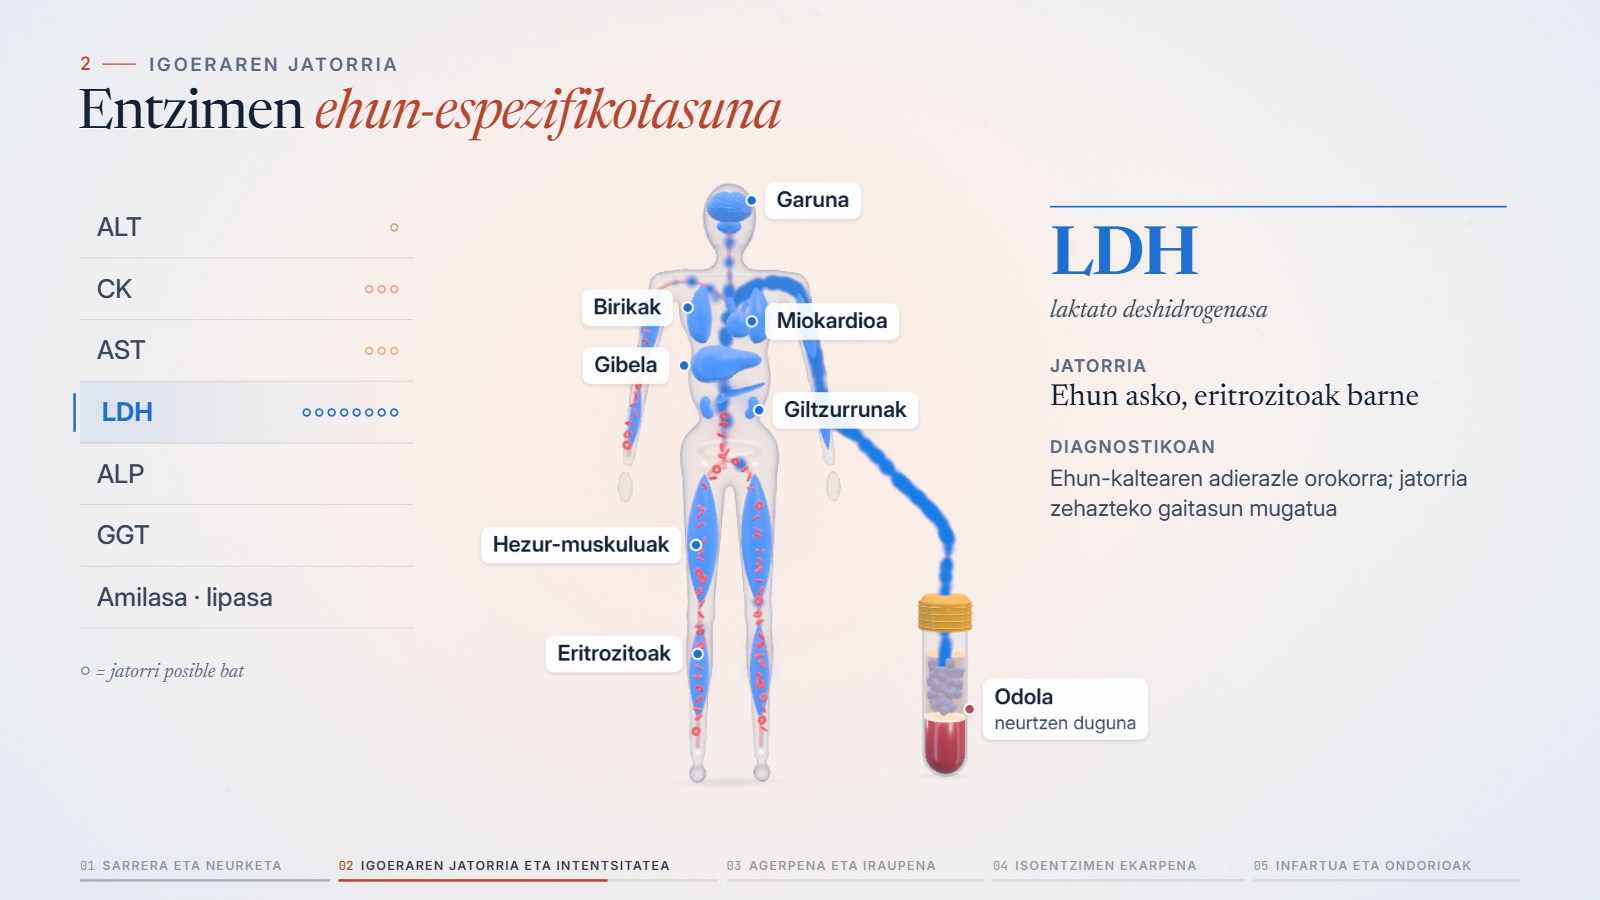 2 — IGOERAREN JATORRIA
Entzimen ehun-espezifikotasuna
ALT
CK
AST
LDH
ALP
GGT
Amilasa · lipasa
= jatorri posible bat
Garuna
Birikak
Miokardioa
Gibela
Giltzurrunak
Hezur-muskuluak
Eritrozitoak
Odola
neurtzen duguna
LDH
laktato deshidrogenasa
JATORRIA
Ehun asko, eritrozitoak barne
DIAGNOSTIKOAN
Ehun-kaltearen adierazle orokorra; jatorria
zehazteko gaitasun mugatua
01 SARRERA ETA NEURKETA
02 IGOERAREN JATORRIA ETA INTENTSITATEA
03 AGERPENA ETA IRAUPENA
04 ISOENTZIMEN EKARPENA
05 INFARTUA ETA ONDORIOAK